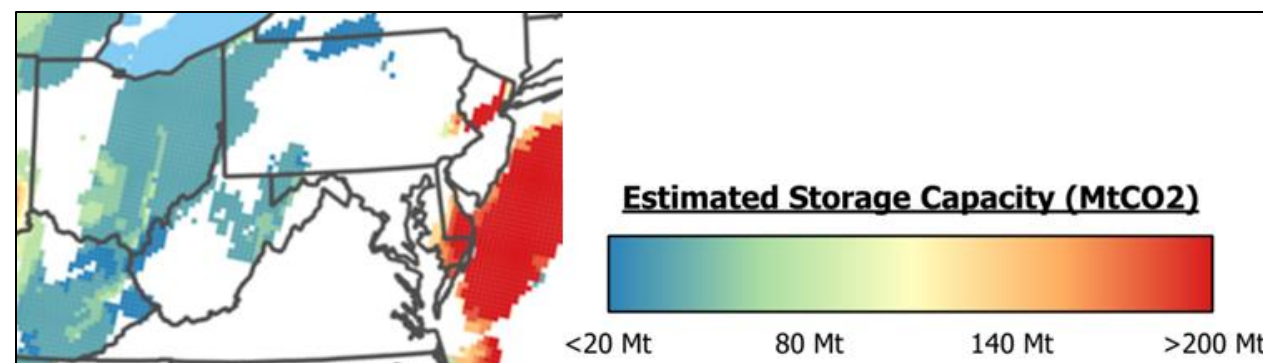 Estimated Storage Capacity (MtCO2)
<20 Mt 80 Mt 140 Mt >200 Mt